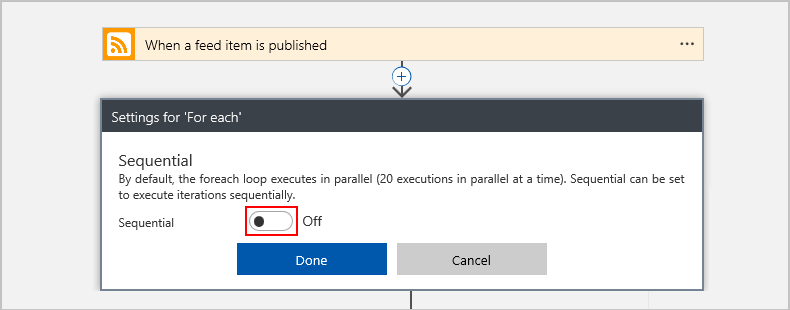 When a feed item is published
Settings for 'For each'
Sequential
By default, the foreach loop executes in parallel (20 executions in parallel at a time). Sequential can be set
to execute iterations sequentially.
Sequential Off
Done Cancel